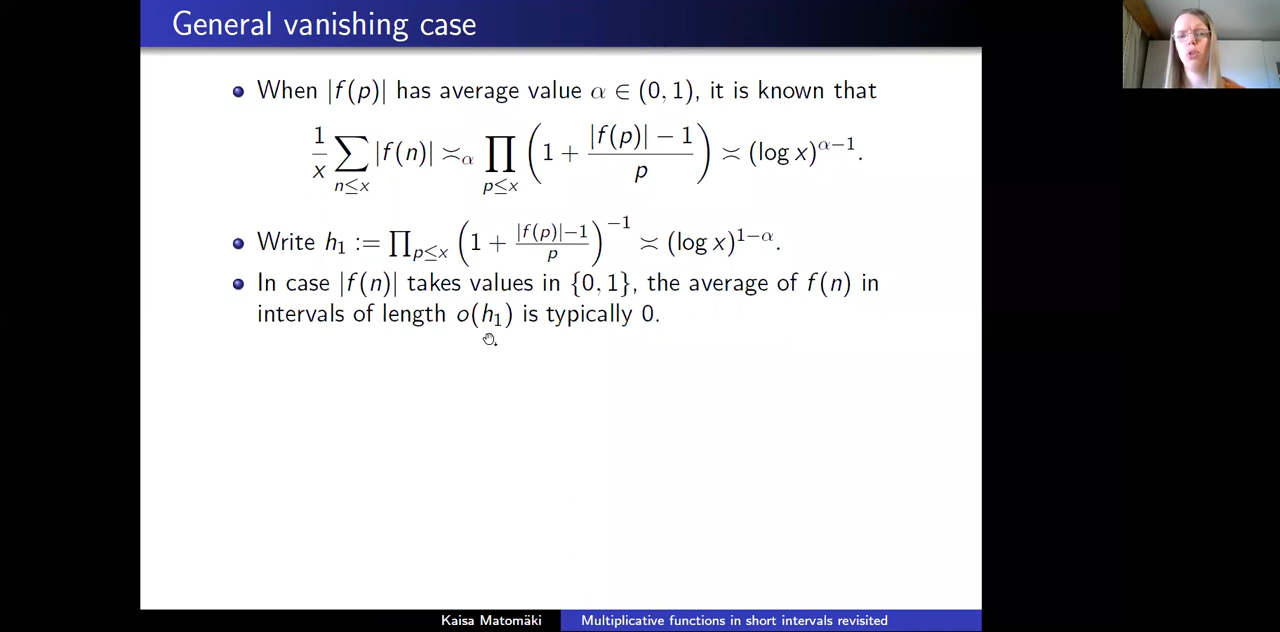 General vanishing case
When |f(p)| has average value α ∈ (0, 1), it is known that
1/x ∑_{n≤x} |f(n)| ≍_α ∏_{p≤x} (1 + (|f(p)| − 1)/p) ≍ (log x)^{α−1}.
Write h₁ := ∏_{p≤x} (1 + (|f(p)|−1)/p)^{−1} ≍ (log x)^{1−α}.
In case |f(n)| takes values in {0, 1}, the average of f(n) in
intervals of length o(h₁) is typically 0.
Kaisa Matomäki Multiplicative functions in short intervals revisited